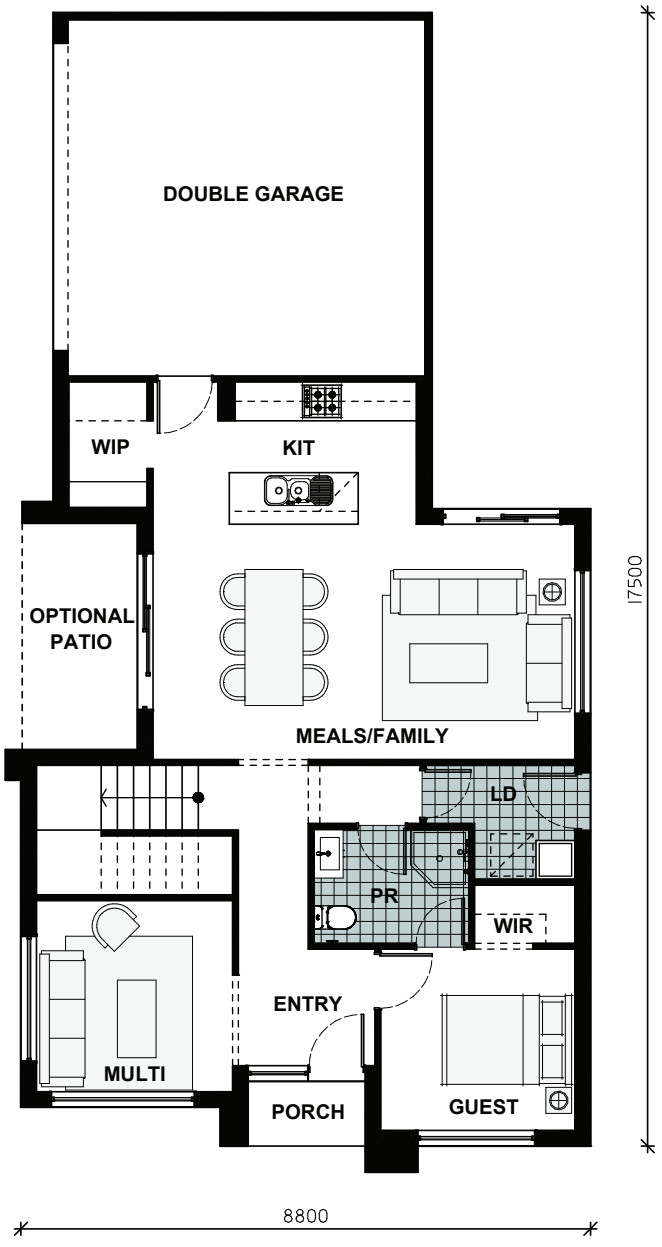 DOUBLE GARAGE
WIP
KIT
17500
OPTIONAL
PATIO
MEALS/FAMILY
LD
PR
WIR
ENTRY
MULTI
GUEST
PORCH
8800